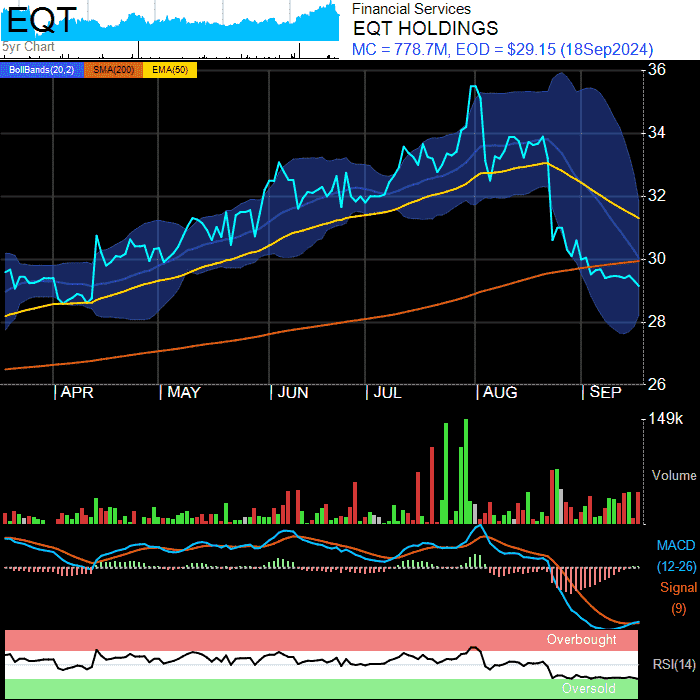 EQT
5yr Chart
Financial Services
EQT HOLDINGS
MC = 778.7M, EOD = $29.15 (18Sep2024)
BollBands(20,2) SMA(200) EMA(50)
36
34
32
30
28
26
APR MAY JUN JUL AUG SEP
149k
Volume
MACD
(12-26)
Signal
(9)
Overbought
RSI(14)
Oversold